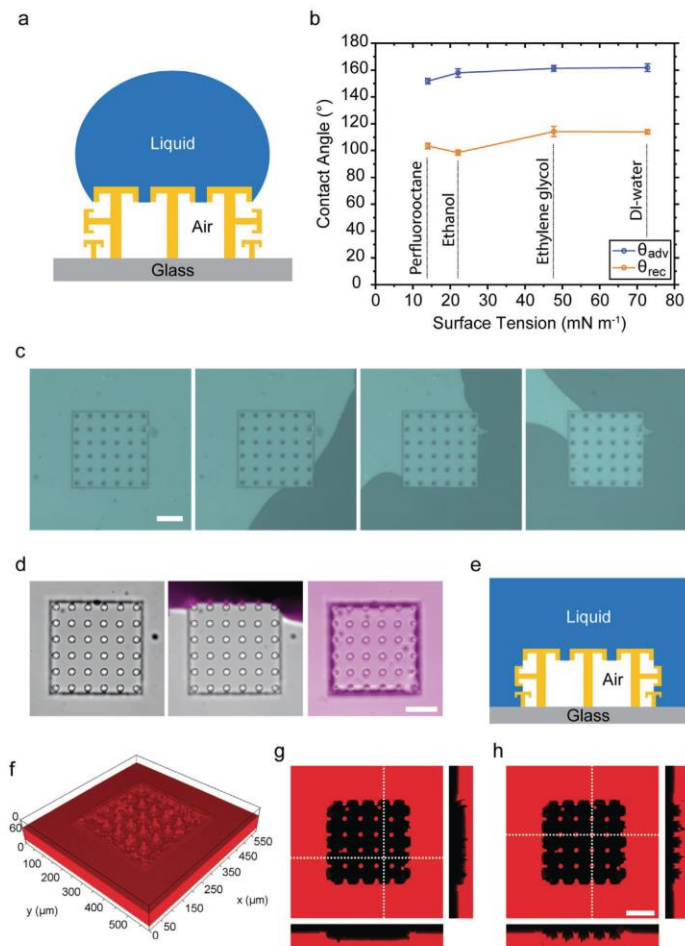 a
Liquid
Air
Glass
b
180
160
140
120
100
80
60
40
20
0
Contact Angle (°)
Perfluorooctane
Ethanol
Ethylene glycol
DI-water
θadv
θrec
0 10 20 30 40 50 60 70 80
Surface Tension (mN m⁻¹)
c
d
e
Liquid
Air
Glass
f
0
60
0
100
200
300
400
500
y (µm)
0
50
150
250
350
450
550
x (µm)
g
h